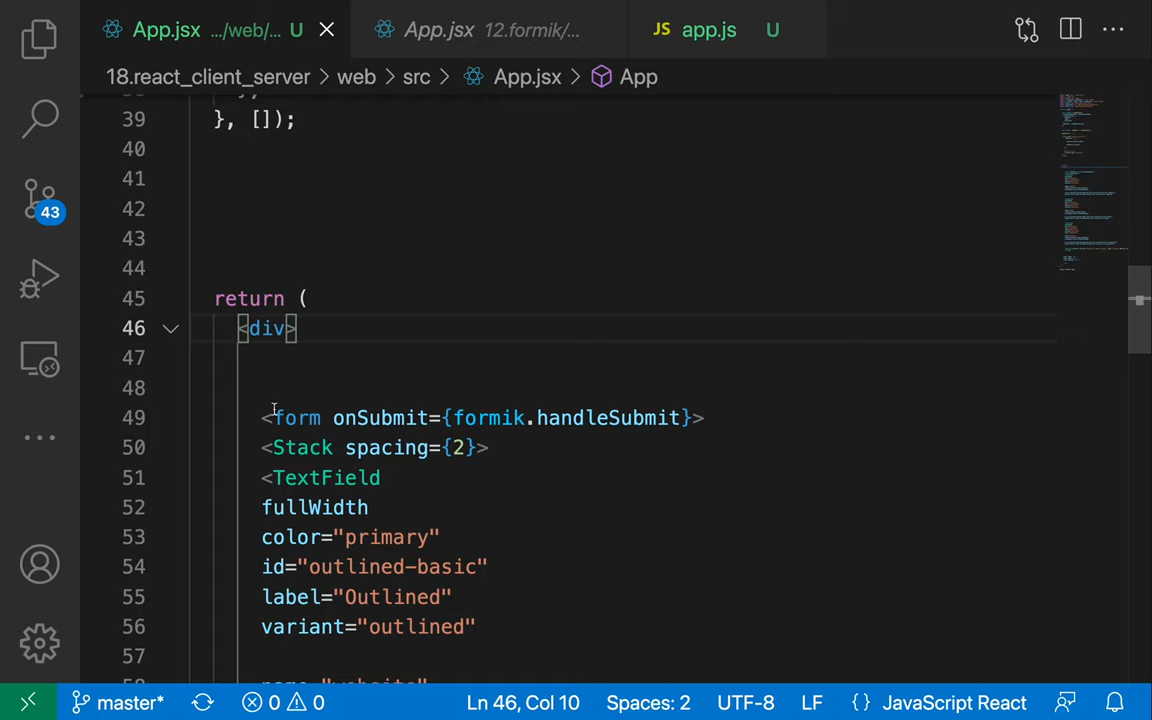 App.jsx .../web/... U
App.jsx 12.formik/...
JS app.js U
18.react_client_server > web > src > App.jsx > App
39 }, []);
40
41
42
43
44
45 return (
46 <div>
47
48
49 <form onSubmit={formik.handleSubmit}>
50 <Stack spacing={2}>
51 <TextField
52 fullWidth
53 color="primary"
54 id="outlined-basic"
55 label="Outlined"
56 variant="outlined"
57
43
master* 0 0 Ln 46, Col 10 Spaces: 2 UTF-8 LF {} JavaScript React